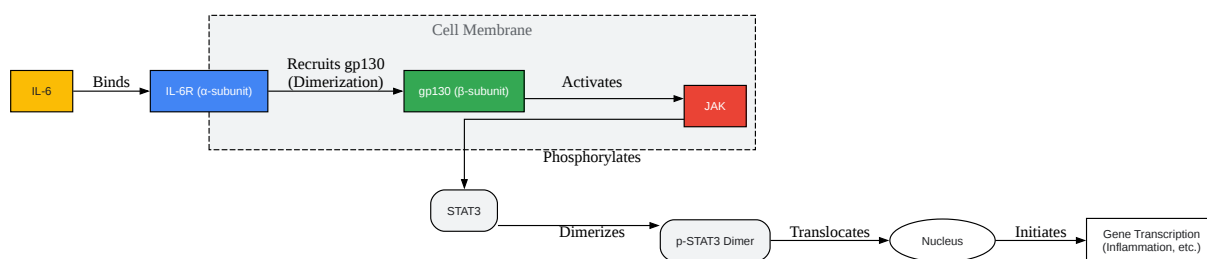 Cell Membrane
IL-6
Binds
IL-6R (α-subunit)
Recruits gp130
(Dimerization)
gp130 (β-subunit)
Activates
JAK
Phosphorylates
STAT3
Dimerizes
p-STAT3 Dimer
Translocates
Nucleus
Initiates
Gene Transcription
(Inflammation, etc.)